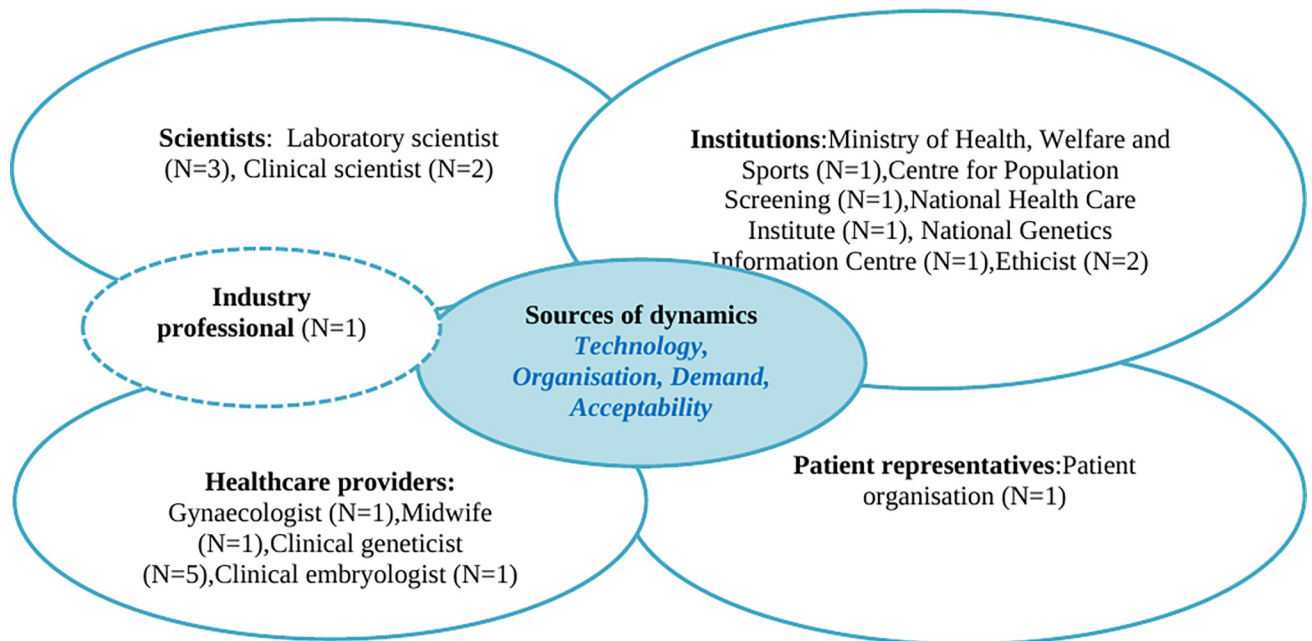 Scientists:  Laboratory scientist
(N=3), Clinical scientist (N=2)
Institutions:Ministry of Health, Welfare and
Sports (N=1),Centre for Population
Screening (N=1),National Health Care
Institute (N=1), National Genetics
Information Centre (N=1),Ethicist (N=2)
Industry
professional (N=1)
Sources of dynamics
Technology,
Organisation, Demand,
Acceptability
Healthcare providers:
Gynaecologist (N=1),Midwife
(N=1),Clinical geneticist
(N=5),Clinical embryologist (N=1)
Patient representatives:Patient
organisation (N=1)